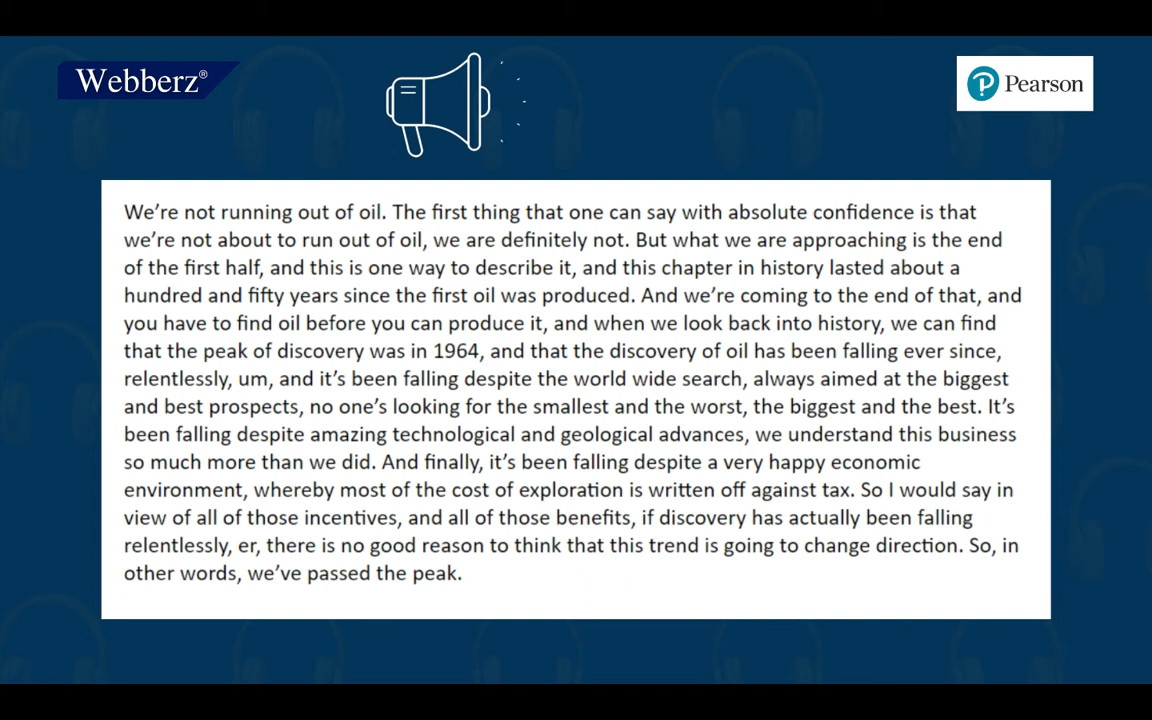 Webberz®
Pearson
We're not running out of oil. The first thing that one can say with absolute confidence is that
we're not about to run out of oil, we are definitely not. But what we are approaching is the end
of the first half, and this is one way to describe it, and this chapter in history lasted about a
hundred and fifty years since the first oil was produced. And we're coming to the end of that, and
you have to find oil before you can produce it, and when we look back into history, we can find
that the peak of discovery was in 1964, and that the discovery of oil has been falling ever since,
relentlessly, um, and it's been falling despite the world wide search, always aimed at the biggest
and best prospects, no one's looking for the smallest and the worst, the biggest and the best. It's
been falling despite amazing technological and geological advances, we understand this business
so much more than we did. And finally, it's been falling despite a very happy economic
environment, whereby most of the cost of exploration is written off against tax. So I would say in
view of all of those incentives, and all of those benefits, if discovery has actually been falling
relentlessly, er, there is no good reason to think that this trend is going to change direction. So, in
other words, we've passed the peak.